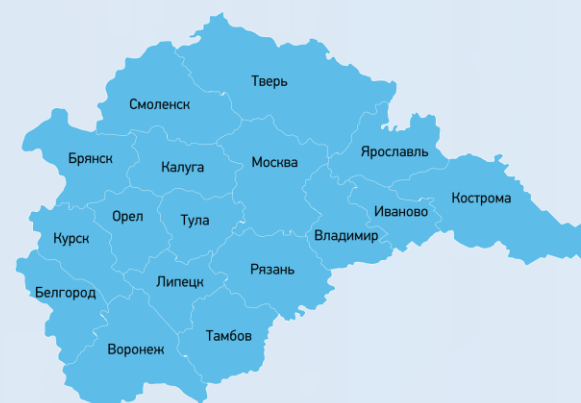 Тверь
Смоленск
Брянск
Калуга
Москва
Ярославль
Кострома
Орел
Тула
Иваново
Курск
Владимир
Рязань
Липецк
Белгород
Тамбов
Воронеж